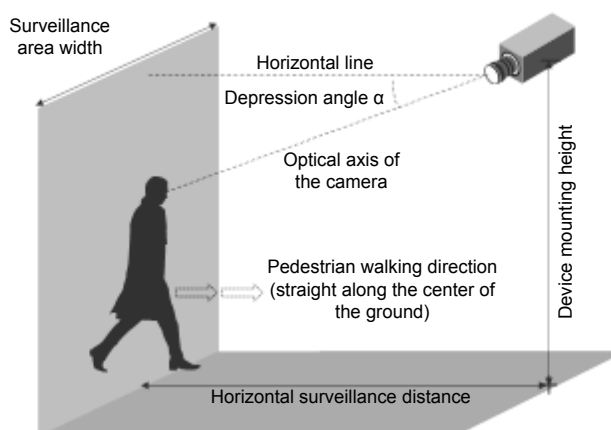 Surveillance
area width
Horizontal line
Depression angle α
Optical axis of
the camera
Device mounting height
Pedestrian walking direction
(straight along the center of
the ground)
Horizontal surveillance distance